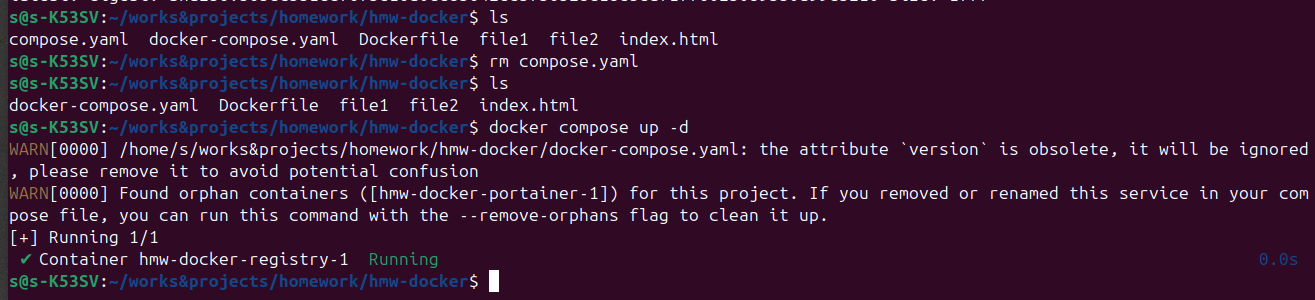 s@s-K53SV:~/works&projects/homework/hmw-docker$ ls
compose.yaml  docker-compose.yaml  Dockerfile  file1  file2  index.html
s@s-K53SV:~/works&projects/homework/hmw-docker$ rm compose.yaml
s@s-K53SV:~/works&projects/homework/hmw-docker$ ls
docker-compose.yaml  Dockerfile  file1  file2  index.html
s@s-K53SV:~/works&projects/homework/hmw-docker$ docker compose up -d
WARN[0000] /home/s/works&projects/homework/hmw-docker/docker-compose.yaml: the attribute `version` is obsolete, it will be ignored
, please remove it to avoid potential confusion
WARN[0000] Found orphan containers ([hmw-docker-portainer-1]) for this project. If you removed or renamed this service in your com
pose file, you can run this command with the --remove-orphans flag to clean it up.
[+] Running 1/1
 ✔ Container hmw-docker-registry-1  Running 0.0s
s@s-K53SV:~/works&projects/homework/hmw-docker$